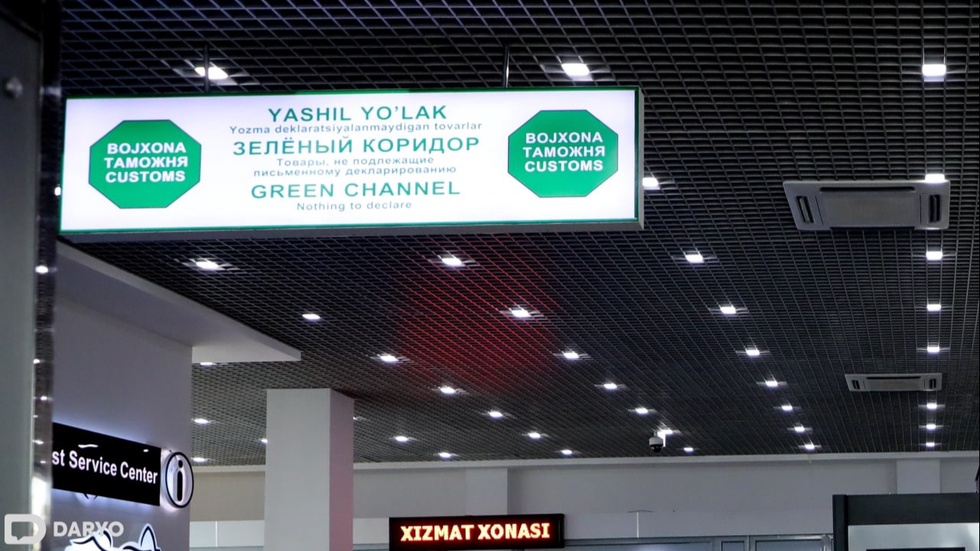 YASHIL YO'LAK
Yozma deklaratsiyalanmaydigan tovarlar
ЗЕЛЁНЫЙ КОРИДОР
Товары, не подлежащие
письменному декларированию
GREEN CHANNEL
Nothing to declare
BOJXONA
ТАМОЖНЯ
CUSTOMS
BOJXONA
ТАМОЖНЯ
CUSTOMS
st Service Center
i
XIZMAT XONASI
DARYO